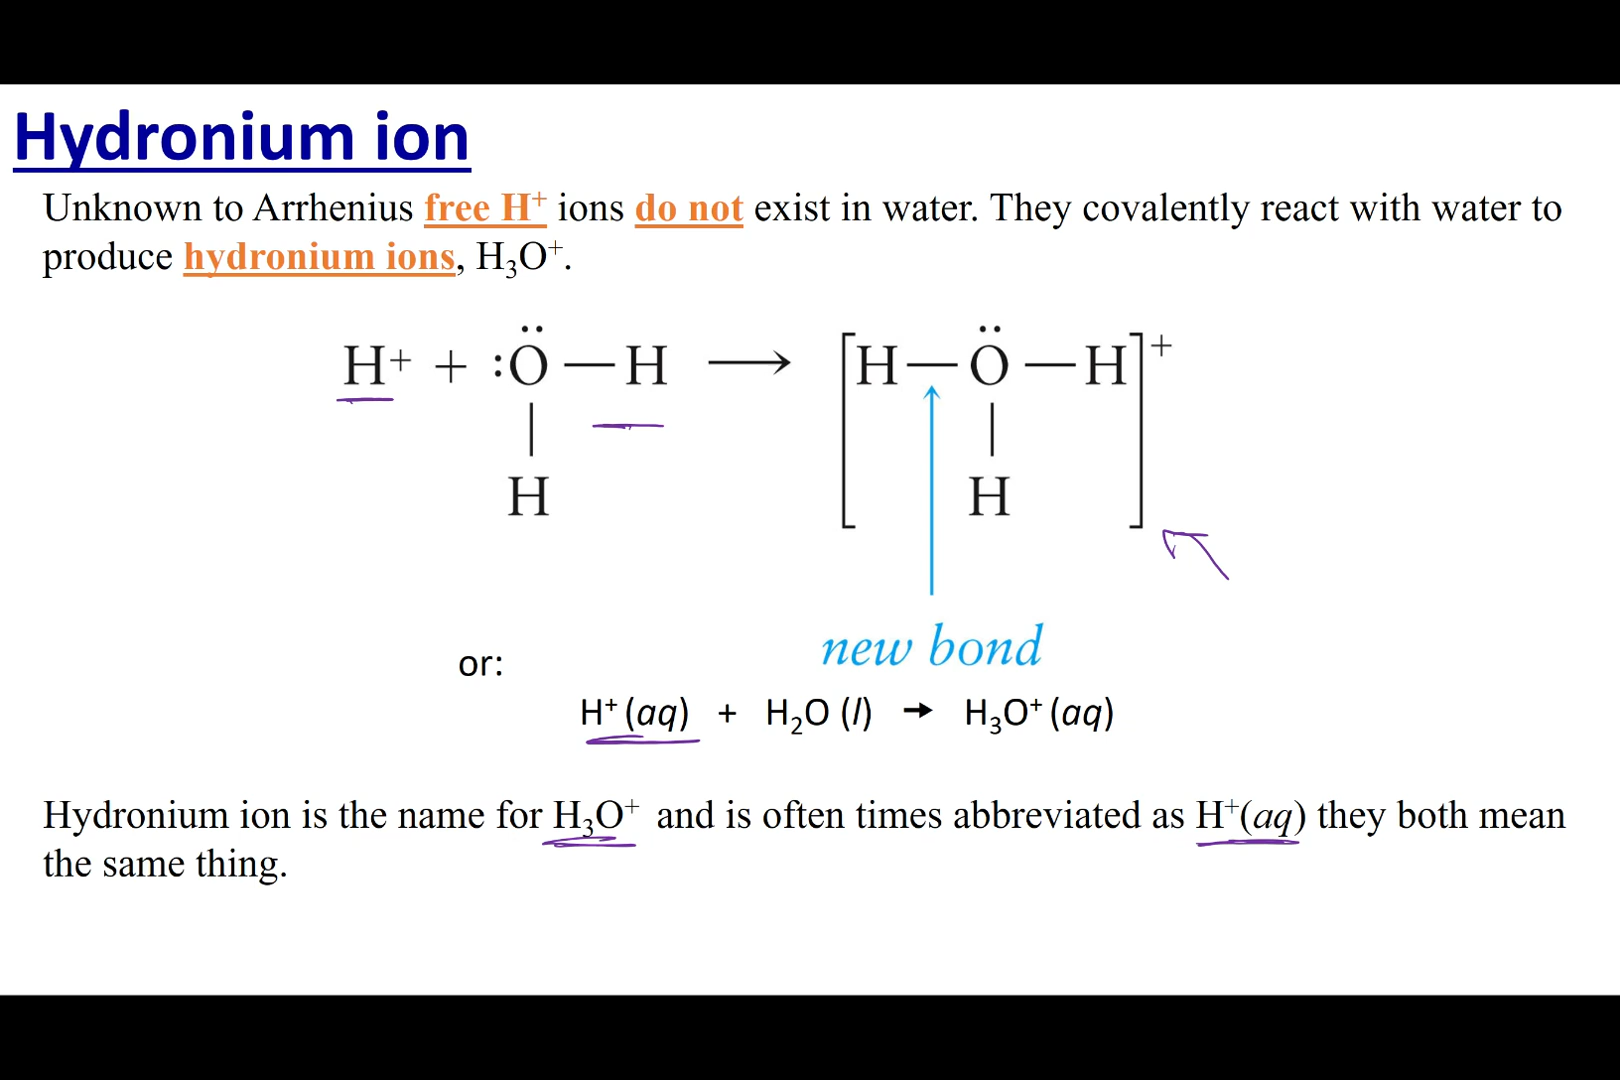 Hydronium ion
Unknown to Arrhenius free H⁺ ions do not exist in water. They covalently react with water to
produce hydronium ions, H₃O⁺.
H⁺ + :Ö—H ⟶ [H—Ö—H]⁺
| |
H H
new bond
or:
H⁺ (aq) + H₂O (l) → H₃O⁺ (aq)
Hydronium ion is the name for H₃O⁺ and is often times abbreviated as H⁺(aq) they both mean
the same thing.